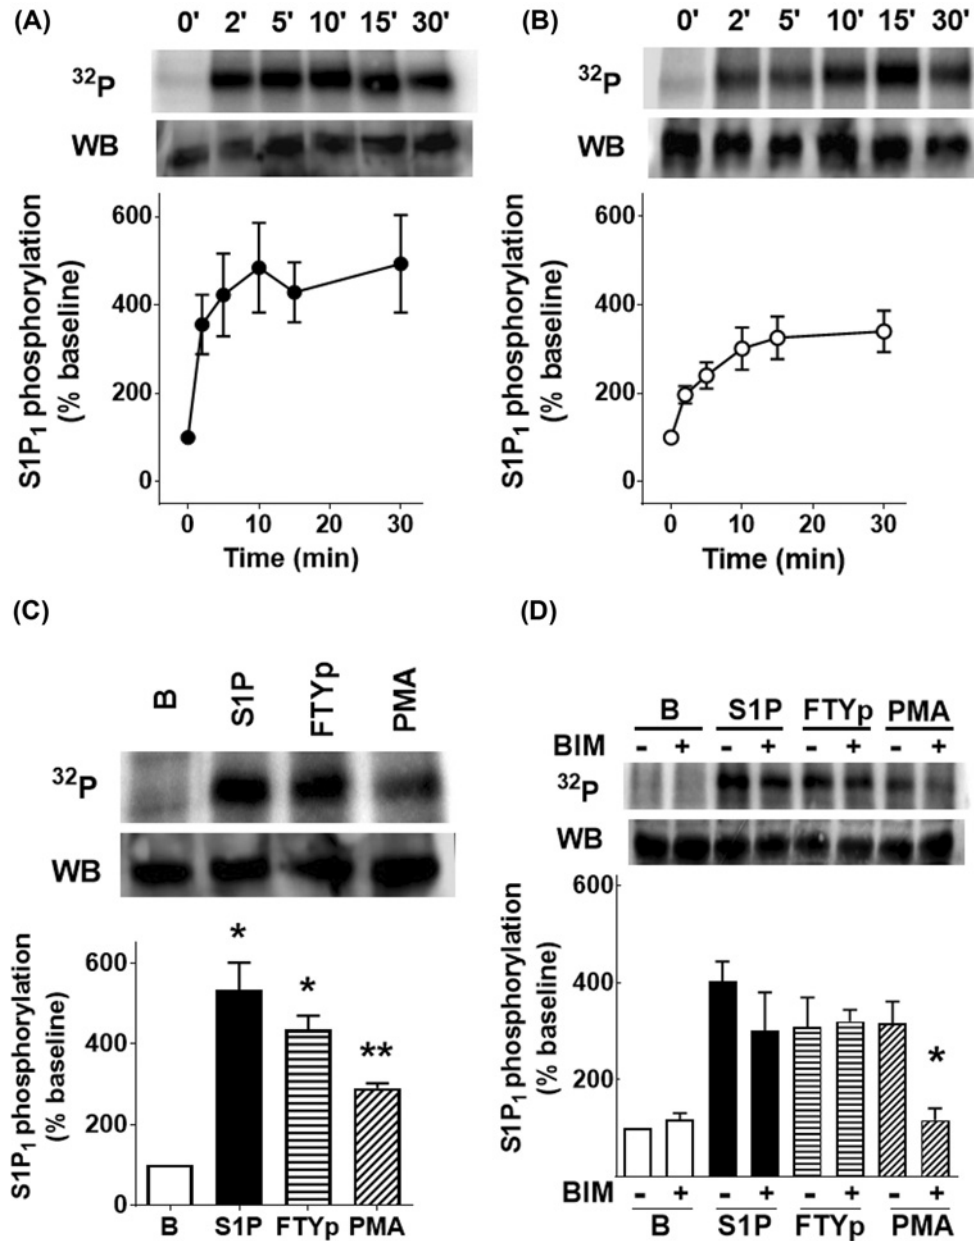 (A) 0' 2' 5' 10' 15' 30'
32P
WB
S1P1 phosphorylation
(% baseline)
600
400
200
0
0 10 20 30
Time (min)
(B) 0' 2' 5' 10' 15' 30'
32P
WB
S1P1 phosphorylation
(% baseline)
600
400
200
0
0 10 20 30
Time (min)
(C)
B S1P FTYp PMA
32P
WB
S1P1 phosphorylation
(% baseline)
600
400
200
0
* * **
B S1P FTYp PMA
(D)
B S1P FTYp PMA
BIM - + - + - + - +
32P
WB
S1P1 phosphorylation
(% baseline)
600
400
200
*
BIM - + - + - + - +
B S1P FTYp PMA